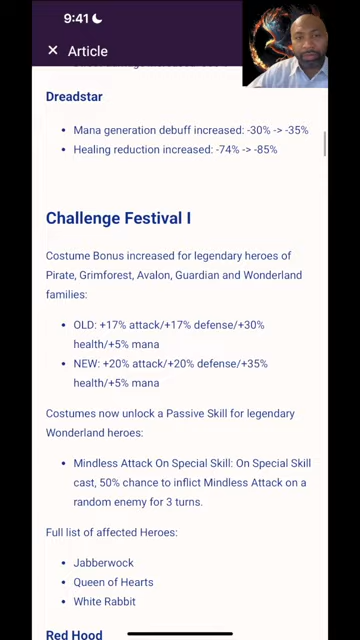 9:41
× Article
Dreadstar
• Mana generation debuff increased: -30% -> -35%
• Healing reduction increased: -74% -> -85%
Challenge Festival I
Costume Bonus increased for legendary heroes of
Pirate, Grimforest, Avalon, Guardian and Wonderland
families:
• OLD: +17% attack/+17% defense/+30%
health/+5% mana
• NEW: +20% attack/+20% defense/+35%
health/+5% mana
Costumes now unlock a Passive Skill for legendary
Wonderland heroes:
• Mindless Attack On Special Skill: On Special Skill
cast, 50% chance to inflict Mindless Attack on a
random enemy for 3 turns.
Full list of affected Heroes:
• Jabberwock
• Queen of Hearts
• White Rabbit
Red Hood